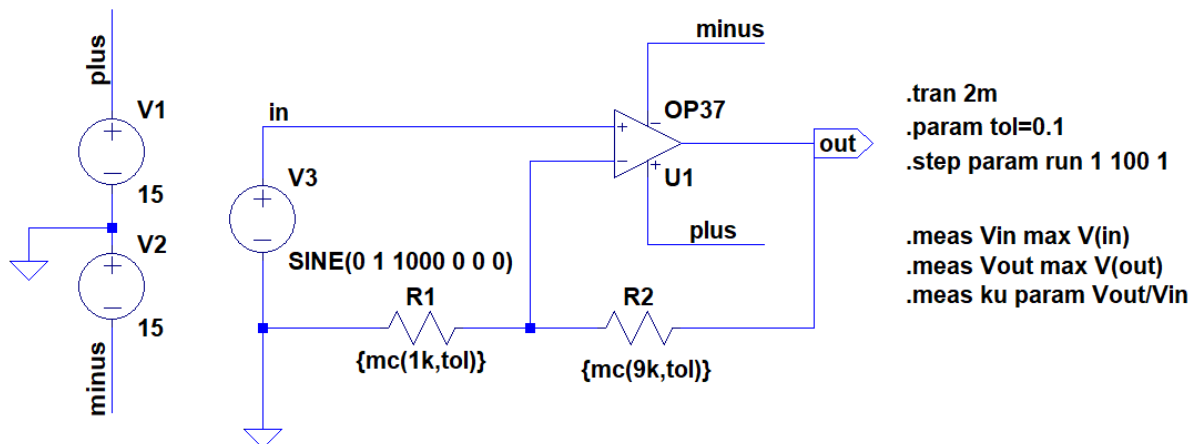 plus
V1
15
V2
15
minus
in
V3
SINE(0 1 1000 0 0 0)
R1
{mc(1k,tol)}
R2
{mc(9k,tol)}
minus
OP37
U1
plus
out
.tran 2m
.param tol=0.1
.step param run 1 100 1
.meas Vin max V(in)
.meas Vout max V(out)
.meas ku param Vout/Vin